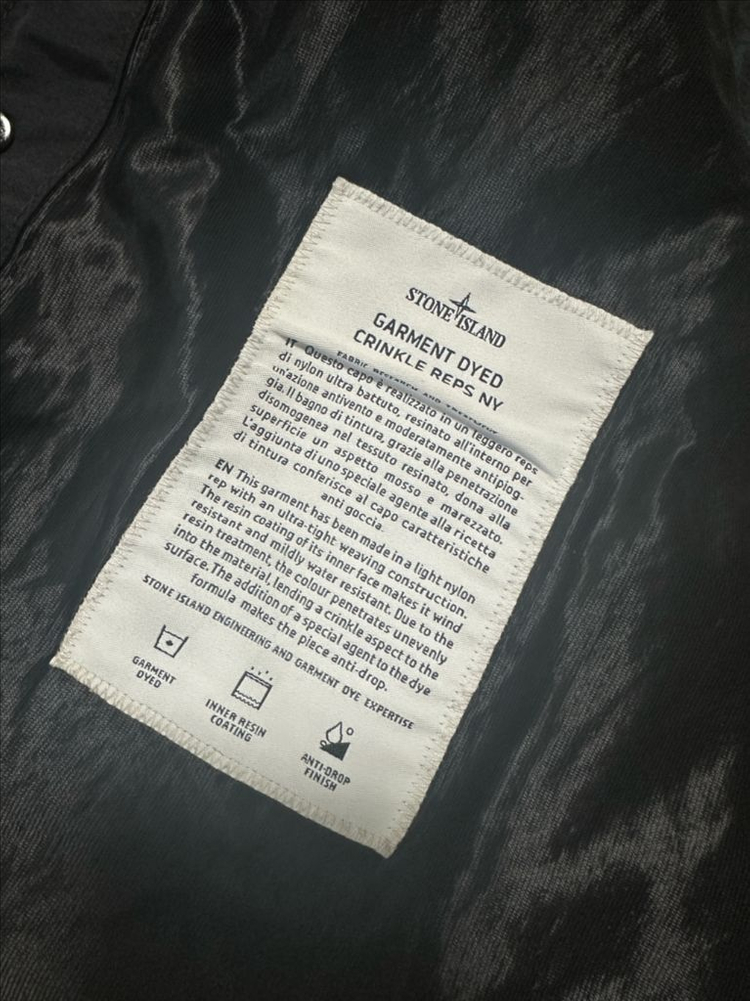 STONE ISLAND
GARMENT DYED
CRINKLE REPS NY
FABRIC RESEARCH AND
IT Questo capo è realizzato in un leggero reps
di nylon ultra battuto, resinato all'interno per
un'azione antivento e moderatamente antipiog-
gia. Il bagno di tintura, grazie alla penetrazione
disomogenea nel tessuto resinato, dona alla
superficie un aspetto mosso e marezzato.
L'aggiunta di uno speciale agente alla ricetta
di tintura conferisce al capo caratteristiche
anti goccia.
EN This garment has been made in a light nylon
rep with an ultra-tight weaving construction.
The resin coating of its inner face makes it wind
resistant and mildly water resistant. Due to the
resin treatment, the colour penetrates unevenly
into the material, lending a crinkle aspect to the
surface. The addition of a special agent to the dye
formula makes the piece anti-drop.
STONE ISLAND ENGINEERING AND GARMENT DYE EXPERTISE
GARMENT
DYED
INNER RESIN
COATING
ANTI-DROP
FINISH